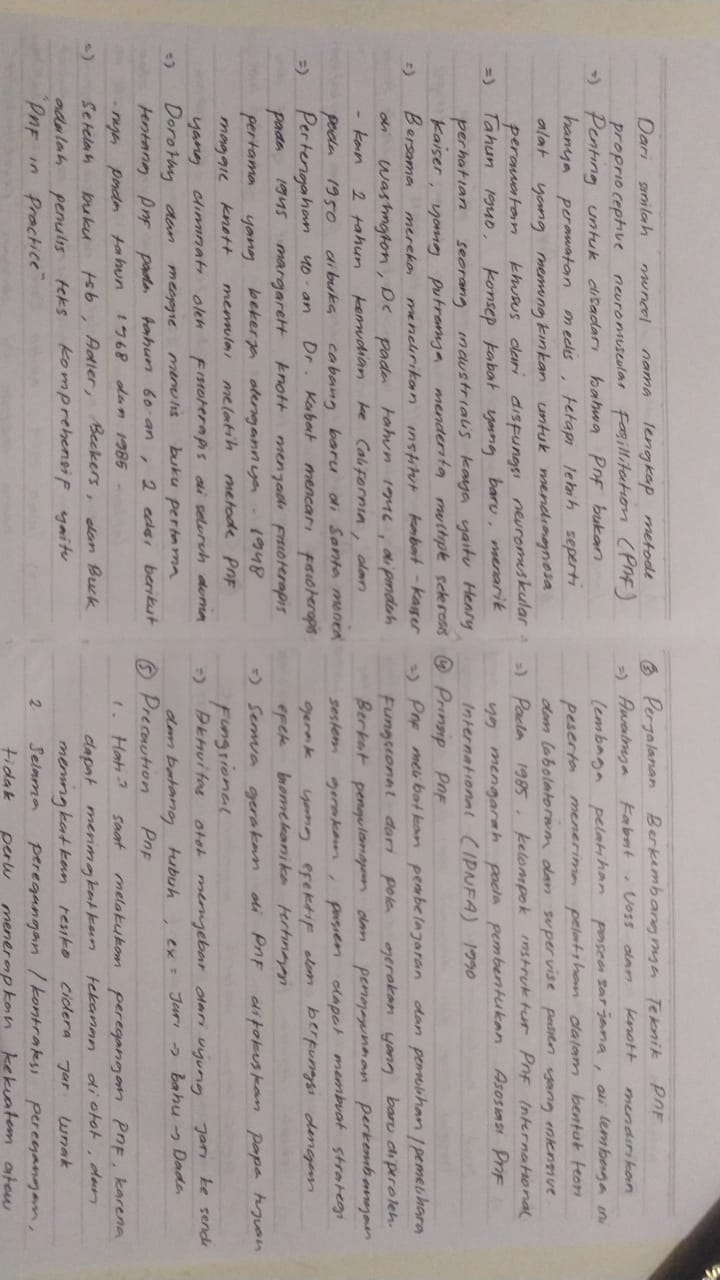 Dari sinilah muncul nama lengkap metode
proprioceptive neuromuscular fasillitation (PNF)
=) Penting untuk disadari bahwa PNF bukan
hanya perawatan medis, tetapi lebih seperti
alat yang memungkinkan untuk mendiagnosa
perawatan khusus dari disfungsi neuromuskular
=) Tahun 1940, konsep kabat yang baru, menarik
perhatian seorang industrialis kaya yaitu Henry
Kaiser, yang putranya menderita multiple sclerosis
=) Bersama mereka mendirikan institut kabat-Kaiser
di Washington, DC pada tahun 1946, dipindah
-kan 2 tahun kemudian ke California, dan
pada 1950 dibuka cabang baru di Santa monica
=) Pertengahan 40-an Dr. Kabat mencari fisioterapis
pada 1945 margarett knott menjadi fisioterapis
pertama yang bekerja dengannya. 1948
maggie knott memulai melatih metode PNF
yang diminati oleh fisioterapis di seluruh dunia
=) Dorothy dan meggie menulis buku pertama
tentang PNF pada tahun 60 an, 2 edisi berikut
-nya pada tahun 1968 dan 1985.
=) Setelah buku tsb, Adler, Beckers, dan Buck
adalah penulis teks komprehensif yaitu
"PNF in Practice"
③ Perjalanan Berkembangnya Teknik PNF
=) Awalnya Kabat, Voss dan knott mendirikan
lembaga pelatihan pascasarjana, di lembaga ini
peserta menerima pelatihan dalam bentuk teori
dan labolatorium dan supervise pasien yang intensive.
=) Pada 1985, kelompok instruktur PNF International
yg mengarah pada pembentukan Asosiasi PNF
International (IPNFA) 1990
④ Prinsip PNF
=) PNF melibatkan pembelajaran dan pemulihan/pemelihara
fungsional dari pola gerakan yang baru diperoleh.
Berkat pengulangan dan penggunaan perkembangan
sistem gerakan, pasien dapat membuat strategi
gerak yang efektif dan berfungsi dengan
efek biomekanika tertinggi
=) Semua gerakan di PNF difokuskan papa tujuan
fungsional
=) Aktivitas otot menyebar dari ujung jari ke sendi
dan batang tubuh, ex = Jari -> Bahu -> Dada
⑤ Precaution PNF
1. Hati² saat melakukan peregangan PNF, karena
dapat meningkatkan tekanan diotot, dan
meningkatkan resiko cidera jar lunak
2 Selama peregangan/kontraksi peregangan,
tidak perlu menerapkan kekuatan atau